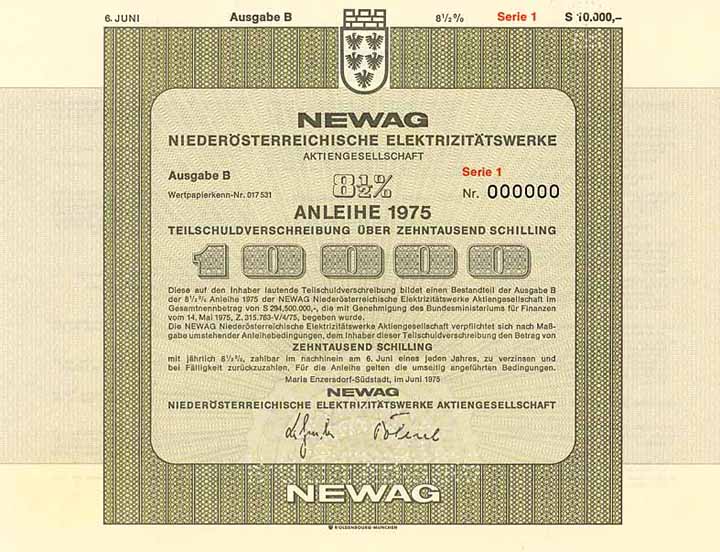 6. JUNI Ausgabe B 8½% Serie 1 S 10.000,–
NEWAG
NIEDERÖSTERREICHISCHE ELEKTRIZITÄTSWERKE
AKTIENGESELLSCHAFT
Ausgabe B 8½% Serie 1
Wertpapierkenn-Nr. 017531 Nr. 000000
ANLEIHE 1975
TEILSCHULDVERSCHREIBUNG ÜBER ZEHNTAUSEND SCHILLING
10000
Diese auf den Inhaber lautende Teilschuldverschreibung bildet einen Bestandteil der Ausgabe B
der 8½% Anleihe 1975 der NEWAG Niederösterreichische Elektrizitätswerke Aktiengesellschaft im
Gesamtnennbetrag von S 294,500.000,-, die mit Genehmigung des Bundesministeriums für Finanzen
vom 14. Mai 1975, Z. 315.763-V/4/75, begeben wurde.
Die NEWAG Niederösterreichische Elektrizitätswerke Aktiengesellschaft verpflichtet sich nach Maß-
gabe umstehender Anleihebedingungen, dem Inhaber dieser Teilschuldverschreibung den Betrag von
ZEHNTAUSEND SCHILLING
mit jährlich 8½%, zahlbar im nachhinein am 6. Juni eines jeden Jahres, zu verzinsen und
bei Fälligkeit zurückzuzahlen. Für die Anleihe gelten die umseitig angeführten Bedingungen.
Maria Enzersdorf-Südstadt, im Juni 1975
NEWAG
NIEDERÖSTERREICHISCHE ELEKTRIZITÄTSWERKE AKTIENGESELLSCHAFT
NEWAG
R. OLDENBOURG · MÜNCHEN